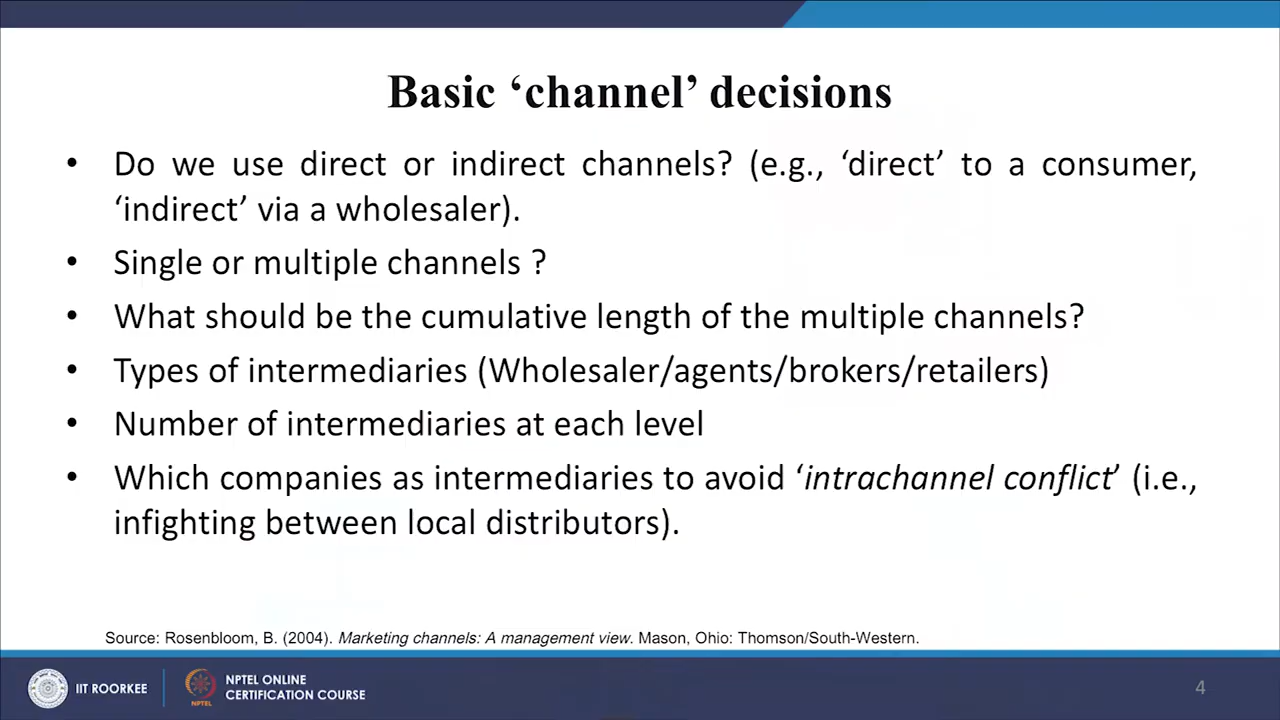 Basic ‘channel’ decisions
• Do we use direct or indirect channels? (e.g., ‘direct’ to a consumer,
‘indirect’ via a wholesaler).
• Single or multiple channels ?
• What should be the cumulative length of the multiple channels?
• Types of intermediaries (Wholesaler/agents/brokers/retailers)
• Number of intermediaries at each level
• Which companies as intermediaries to avoid ‘intrachannel conflict’ (i.e.,
infighting between local distributors).
Source: Rosenbloom, B. (2004). Marketing channels: A management view. Mason, Ohio: Thomson/South-Western.
IIT ROORKEE
NPTEL
NPTEL ONLINE
CERTIFICATION COURSE
4